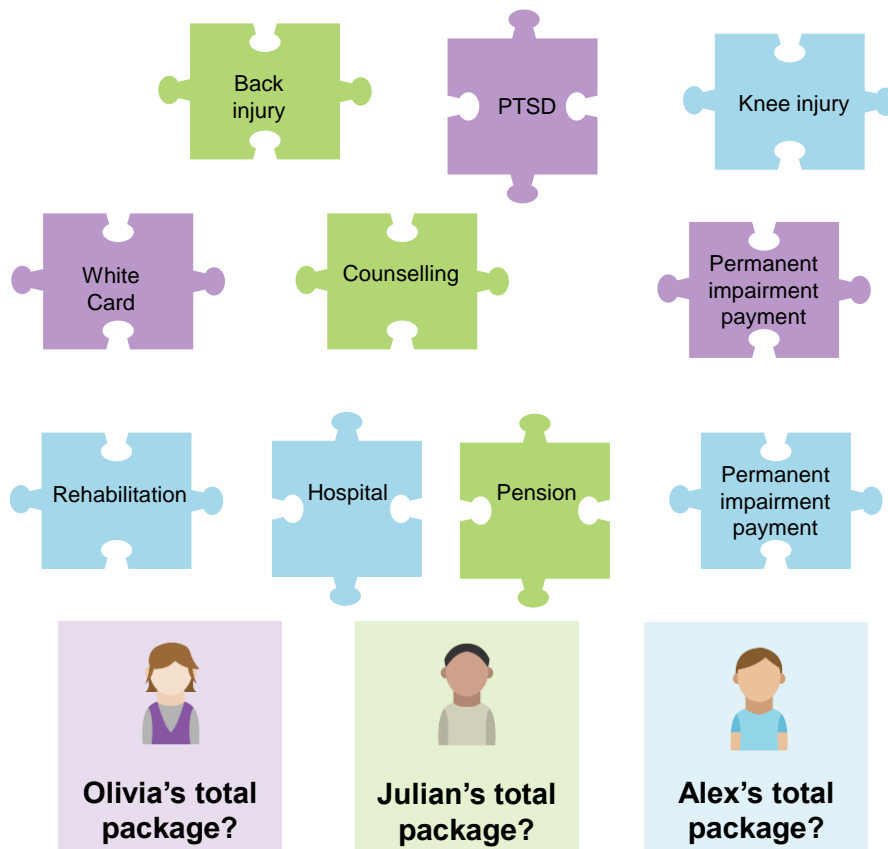 Back
injury
PTSD
Knee injury
White
Card
Counselling
Permanent
impairment
payment
Rehabilitation
Hospital
Pension
Permanent
impairment
payment
Olivia’s total
package?
Julian’s total
package?
Alex’s total
package?